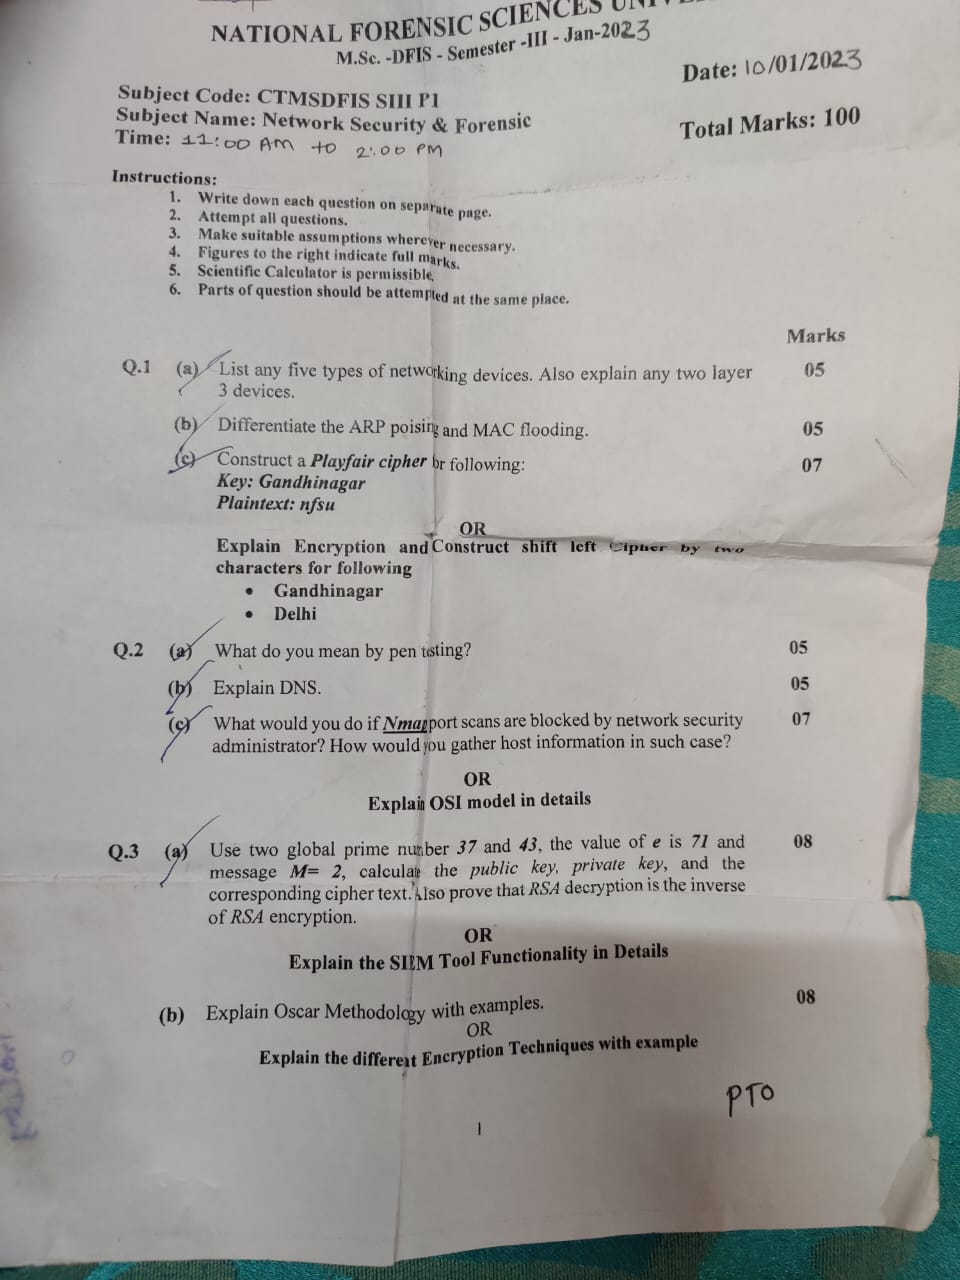 NATIONAL FORENSIC SCIENCES
M.Sc. -DFIS - Semester -III - Jan-2023
Date: 10/01/2023
Subject Code: CTMSDFIS SIII P1
Subject Name: Network Security & Forensic
Total Marks: 100
Time: 11:00 AM to 2:00 PM
Instructions:
1. Write down each question on separate page.
2. Attempt all questions.
3. Make suitable assumptions wherever necessary.
4. Figures to the right indicate full marks.
5. Scientific Calculator is permissible,
6. Parts of question should be attempted at the same place.
Marks
Q.1 (a) List any five types of networking devices. Also explain any two layer 05
3 devices.
(b) Differentiate the ARP poising and MAC flooding. 05
(c) Construct a Playfair cipher for following: 07
Key: Gandhinagar
Plaintext: nfsu
OR
Explain Encryption and Construct shift left Cipher by two
characters for following
• Gandhinagar
• Delhi
Q.2 (a) What do you mean by pen testing? 05
(b) Explain DNS. 05
(c) What would you do if Nmap port scans are blocked by network security 07
administrator? How would you gather host information in such case?
OR
Explain OSI model in details
Q.3 (a) Use two global prime number 37 and 43, the value of e is 71 and 08
message M= 2, calculate the public key, private key, and the
corresponding cipher text. Also prove that RSA decryption is the inverse
of RSA encryption.
OR
Explain the SIEM Tool Functionality in Details
(b) Explain Oscar Methodology with examples. 08
OR
Explain the different Encryption Techniques with example
PTO
1